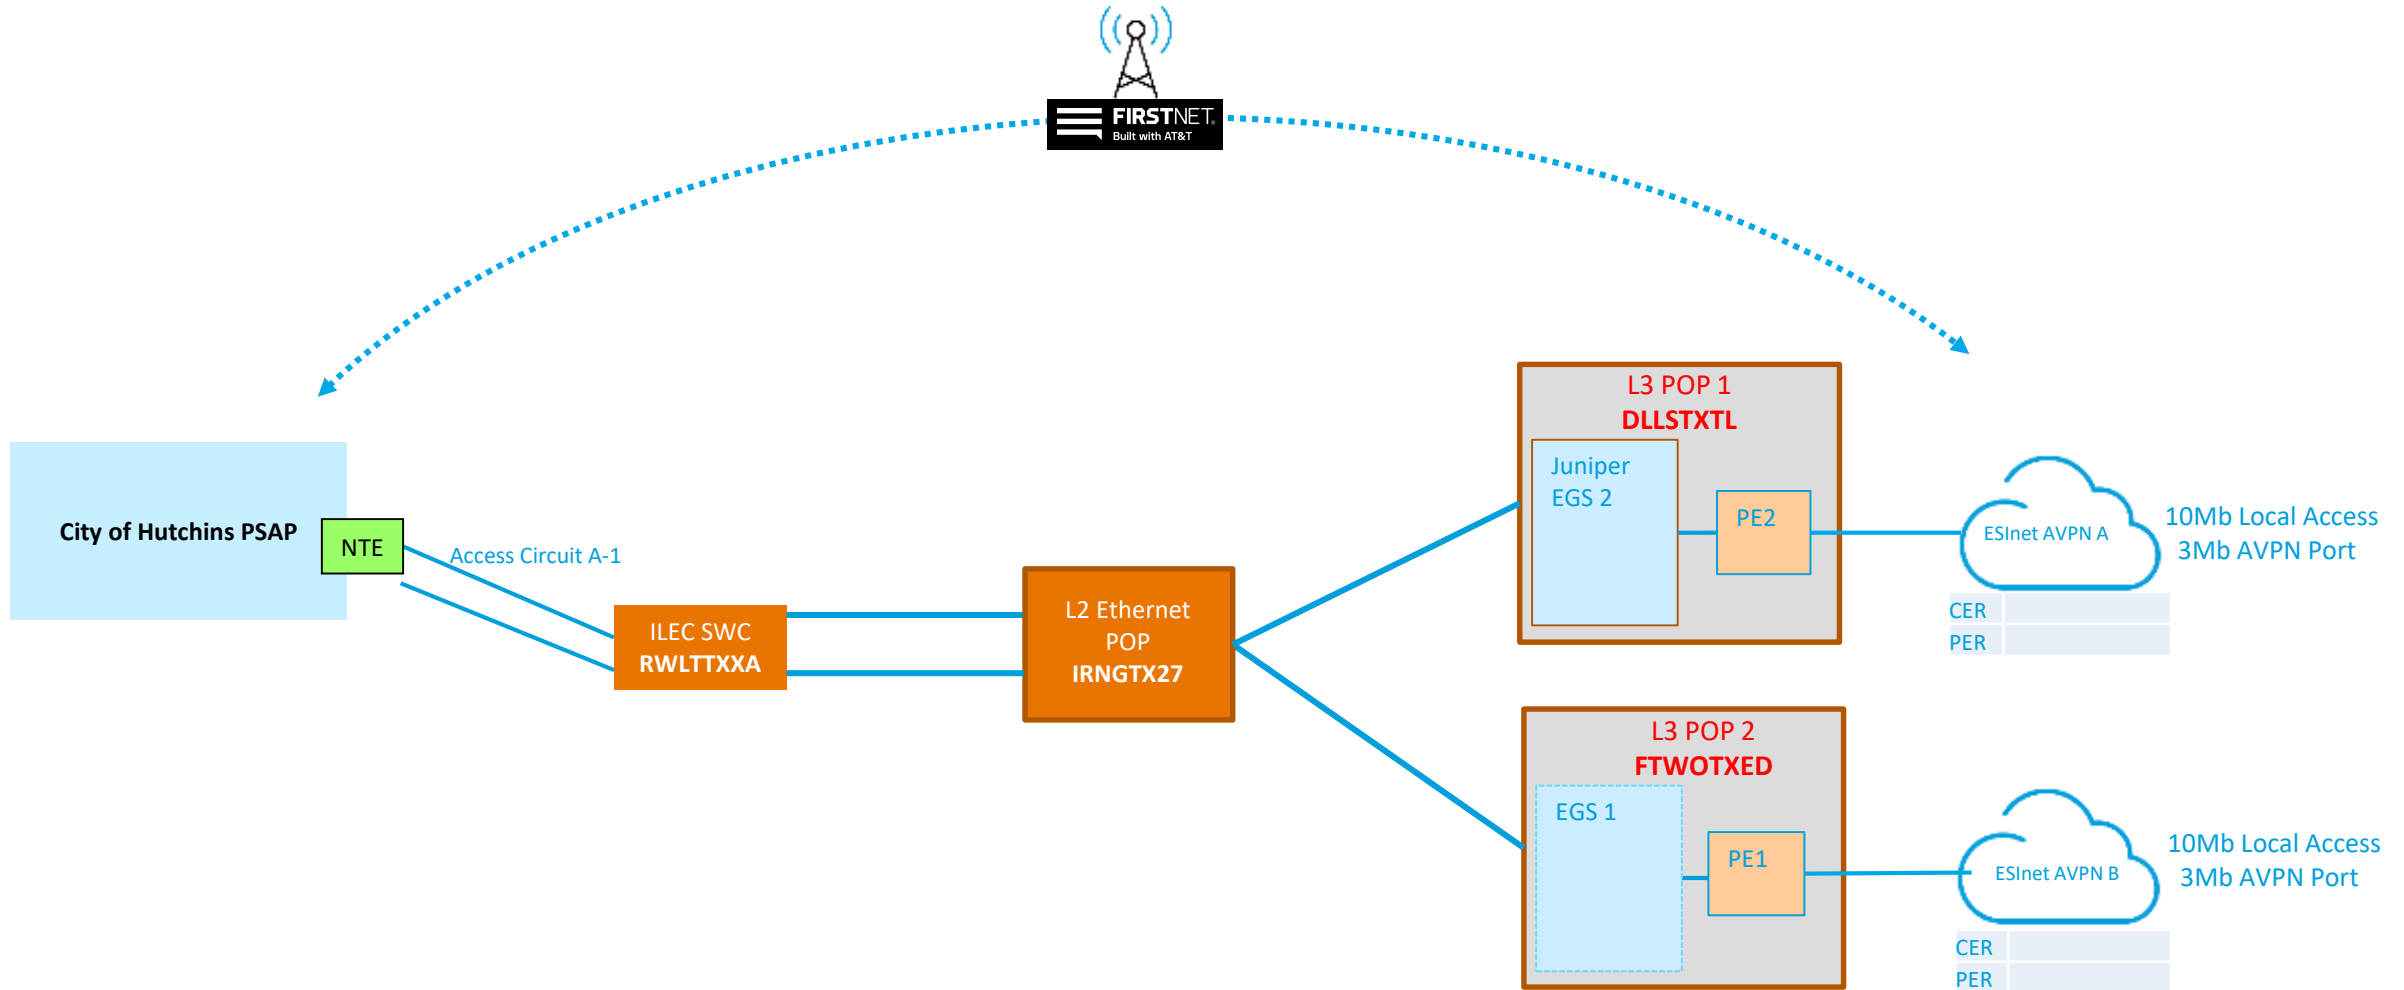 FIRSTNET.
Built with AT&T
L3 POP 1
DLLSTXTL
Juniper
EGS 2
PE2
ESInet AVPN A
10Mb Local Access
3Mb AVPN Port
CER
PER
City of Hutchins PSAP
NTE
Access Circuit A-1
ILEC SWC
RWLTTXXA
L2 Ethernet
POP
IRNGTX27
L3 POP 2
FTWOTXED
EGS 1
PE1
ESInet AVPN B
10Mb Local Access
3Mb AVPN Port
CER
PER